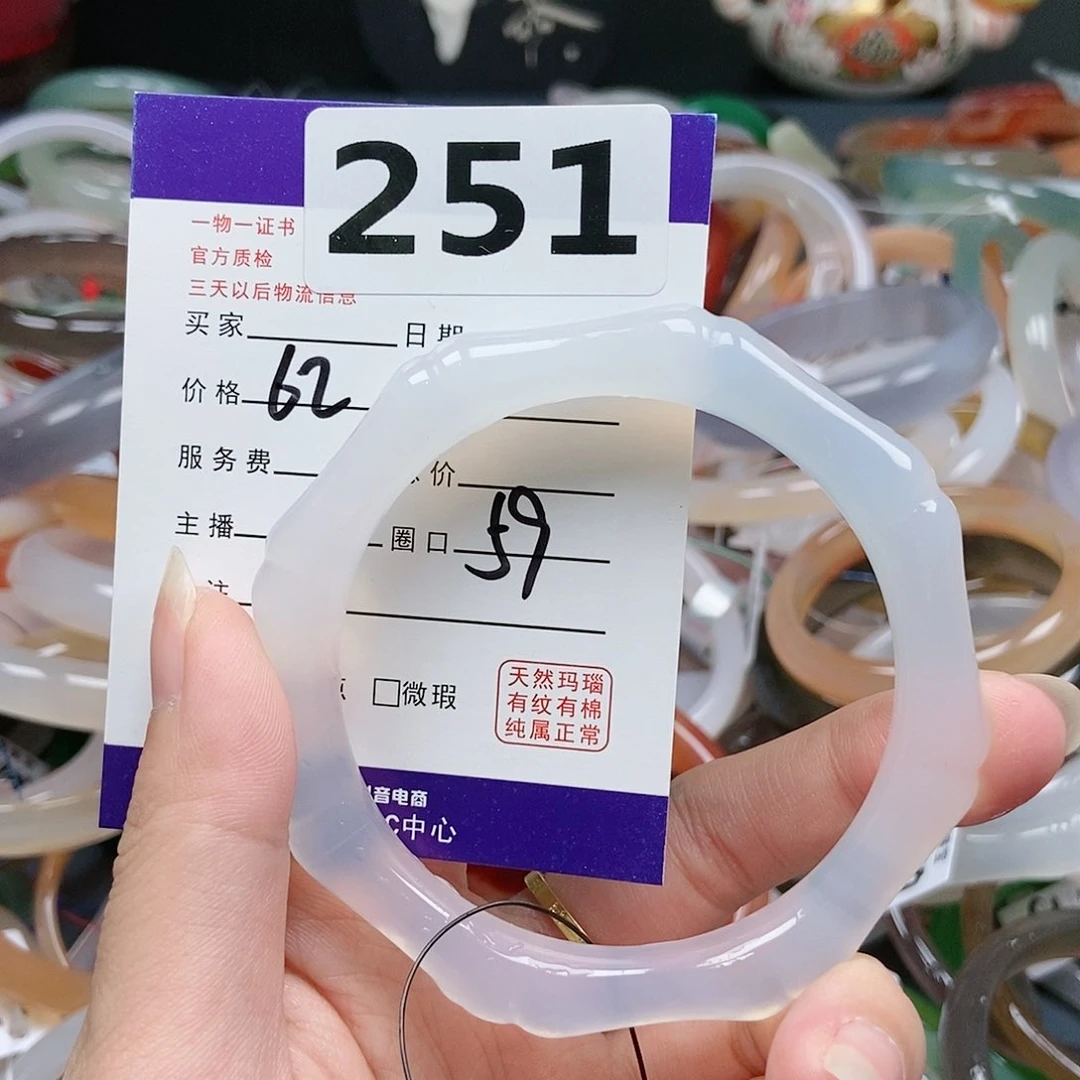 251
一物一证书
官方质检
三天以后物流信息
买家 日期
价格 62
服务费 价
主播 圈口 59
注
微瑕
天然玛瑙
有纹有棉
纯属正常
音电商
C中心